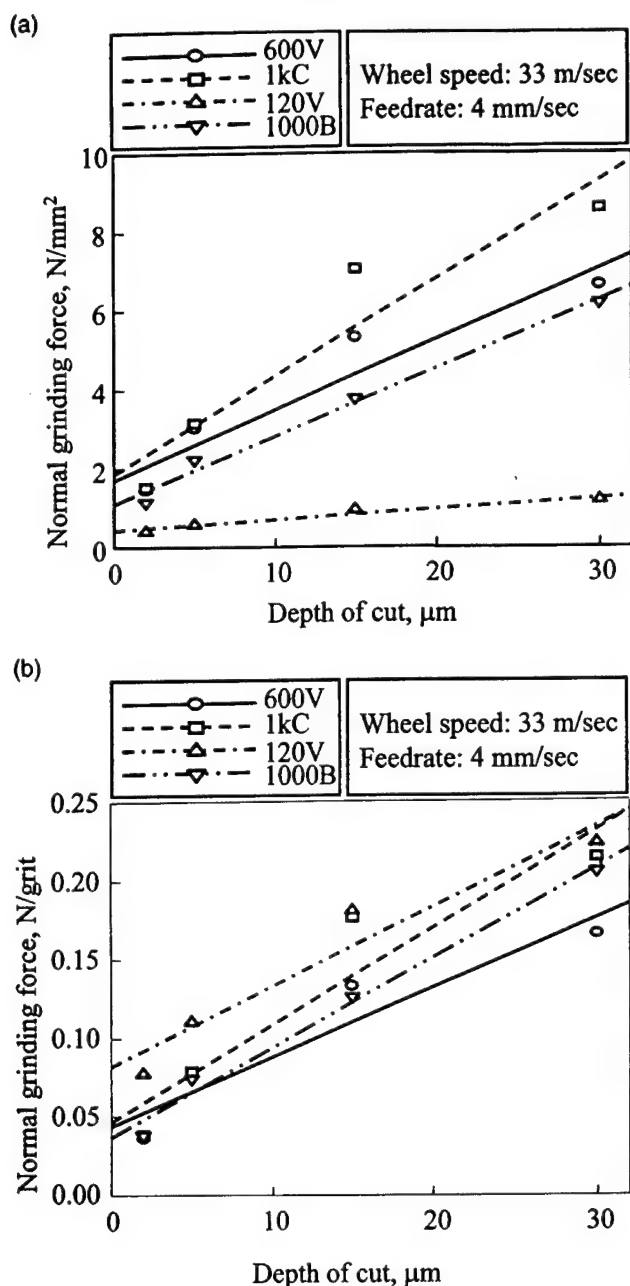 (a)
600V
1kC
120V
1000B
Wheel speed: 33 m/sec
Feedrate: 4 mm/sec
10
8
6
4
2
0
Normal grinding force, N/mm²
0
10
20
30
Depth of cut, μm
(b)
600V
1kC
120V
1000B
Wheel speed: 33 m/sec
Feedrate: 4 mm/sec
0.25
0.20
0.15
0.10
0.05
0.00
Normal grinding force, N/grit
0
10
20
30
Depth of cut, μm